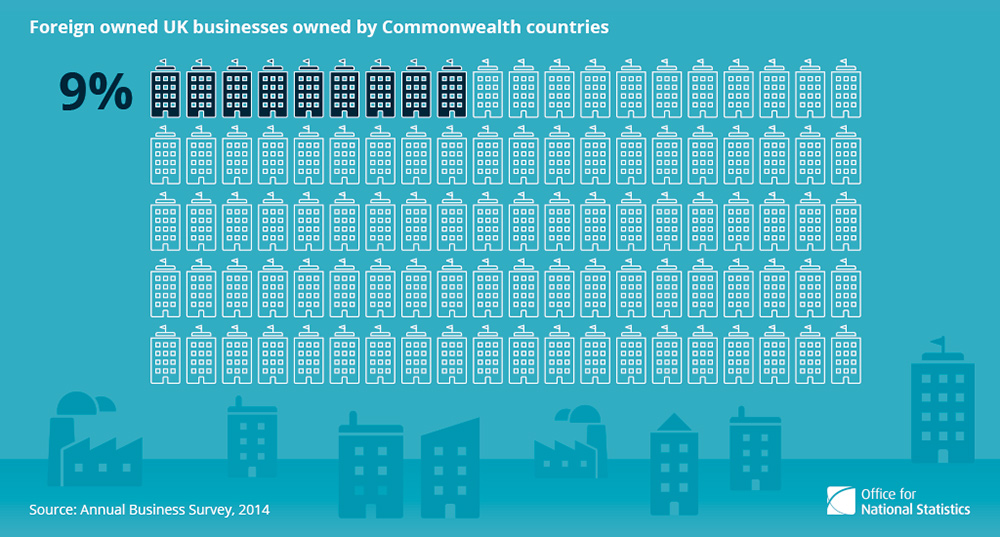 Foreign owned UK businesses owned by Commonwealth countries
9%
Source: Annual Business Survey, 2014
Office for
National Statistics